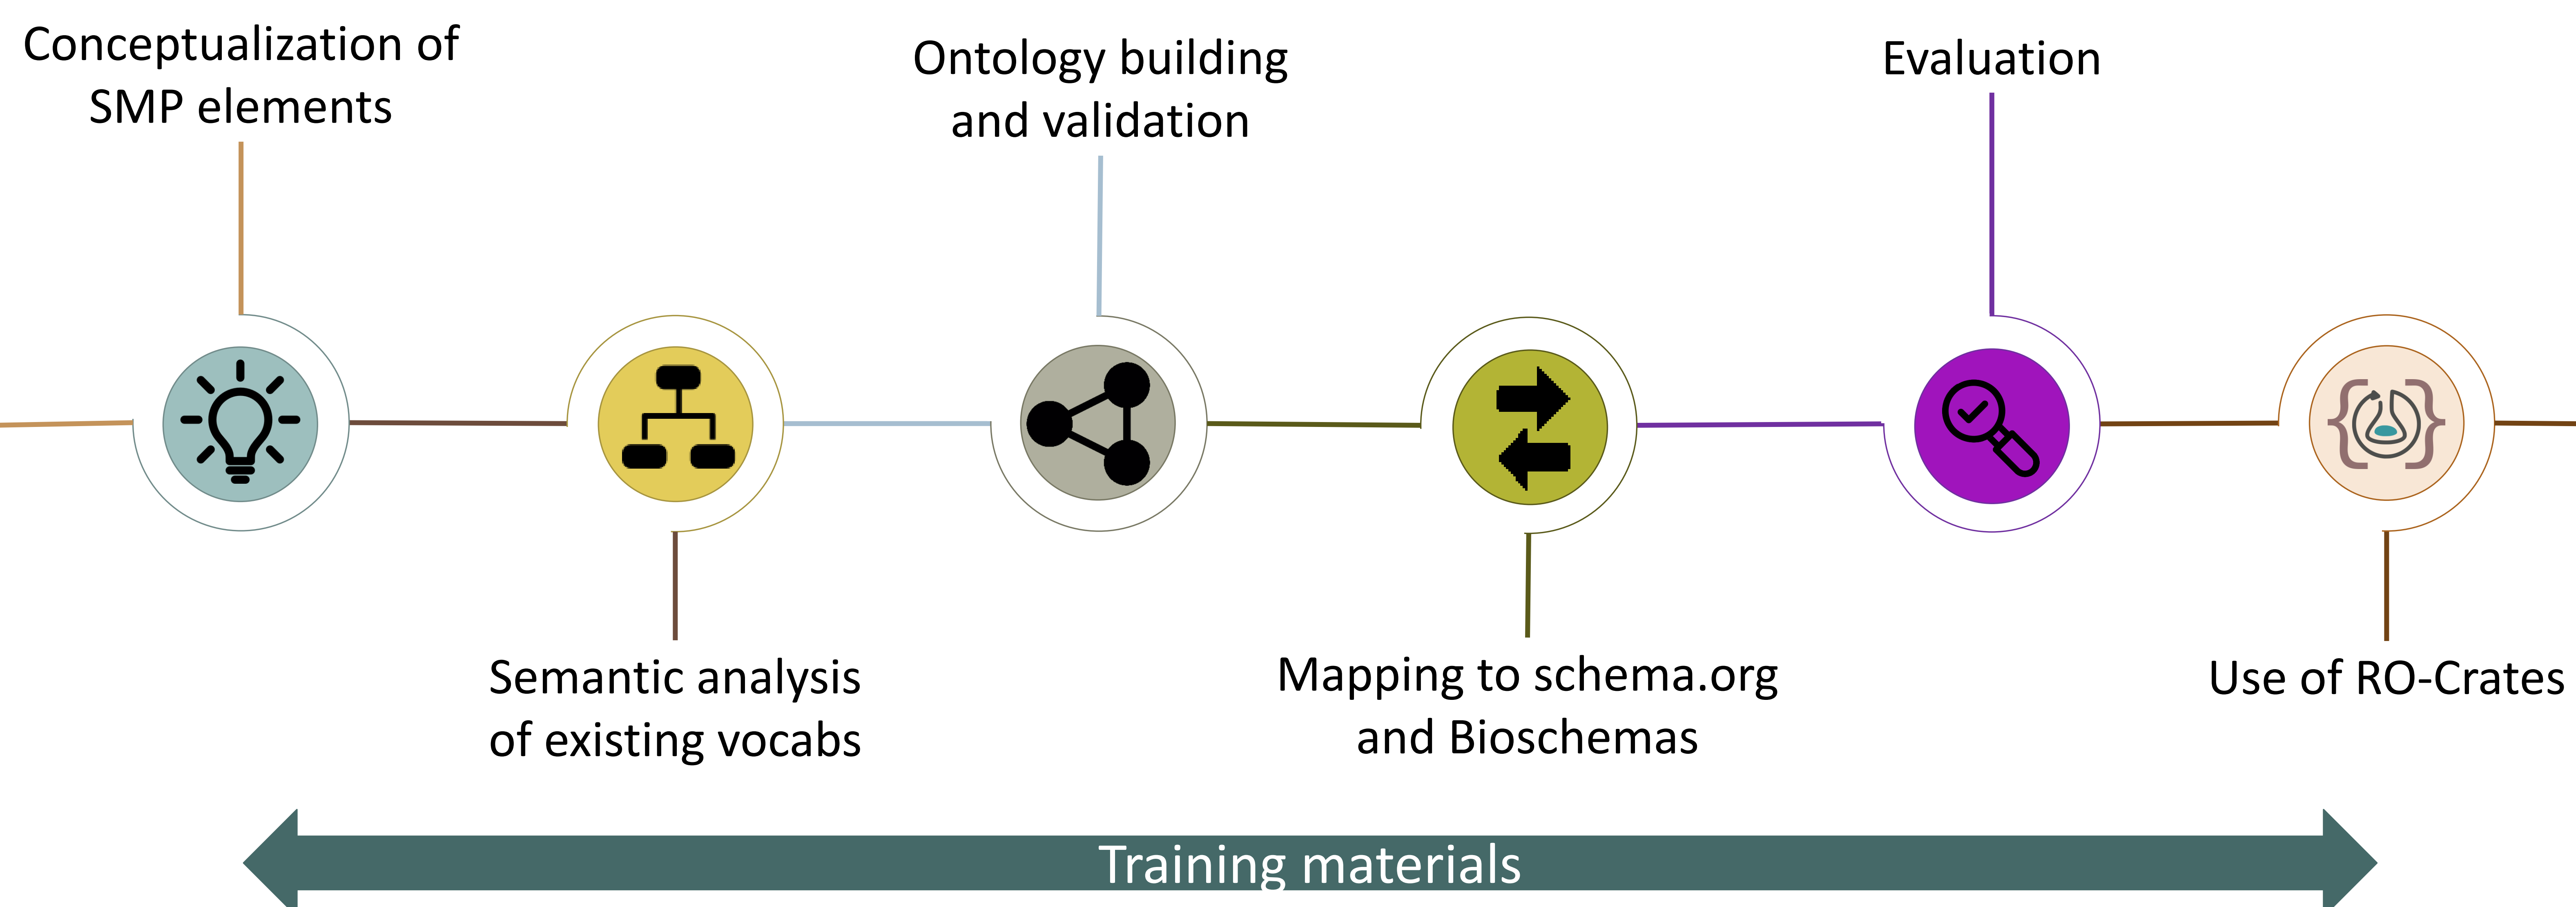 Conceptualization of
SMP elements
Semantic analysis
of existing vocabs
Ontology building
and validation
Mapping to schema.org
and Bioschemas
Evaluation
Use of RO-Crates
Training materials